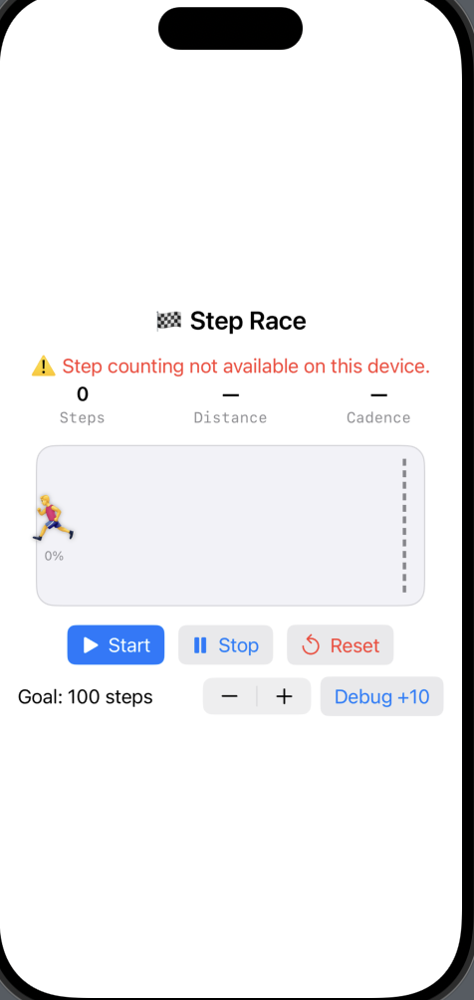 🏁 Step Race
⚠️ Step counting not available on this device.
0 — —
Steps Distance Cadence
0%
Start Stop Reset
Goal: 100 steps − + Debug +10